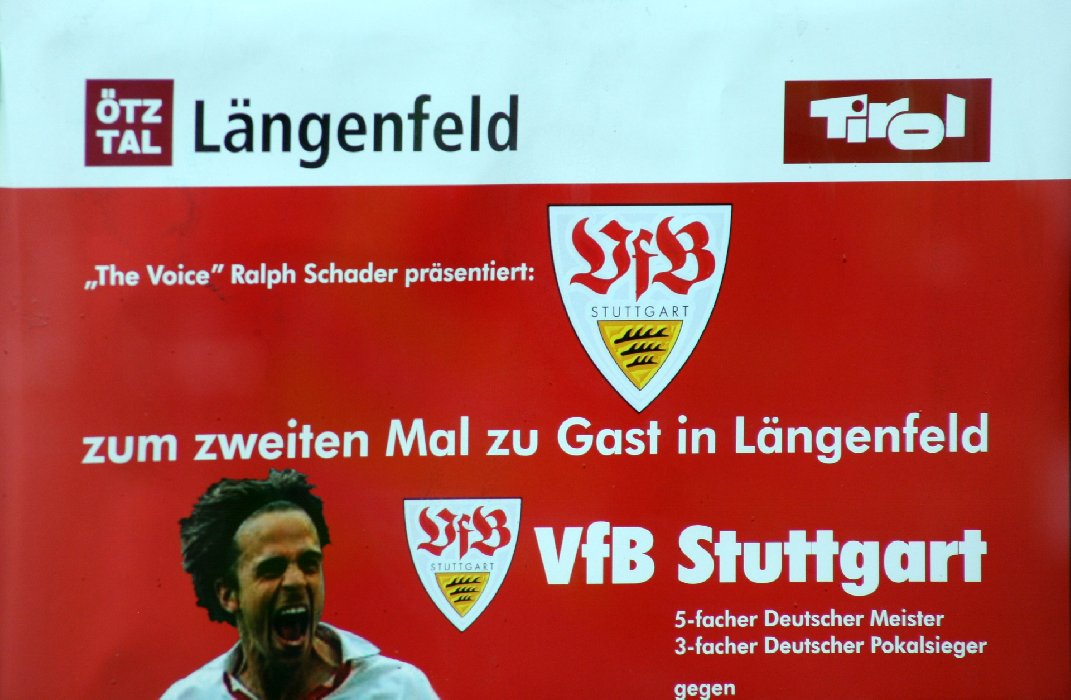 ÖTZ
TAL
Längenfeld
Tirol
„The Voice” Ralph Schader präsentiert:
VfB
STUTTGART
zum zweiten Mal zu Gast in Längenfeld
VfB
STUTTGART
VfB Stuttgart
5-facher Deutscher Meister
3-facher Deutscher Pokalsieger
gegen